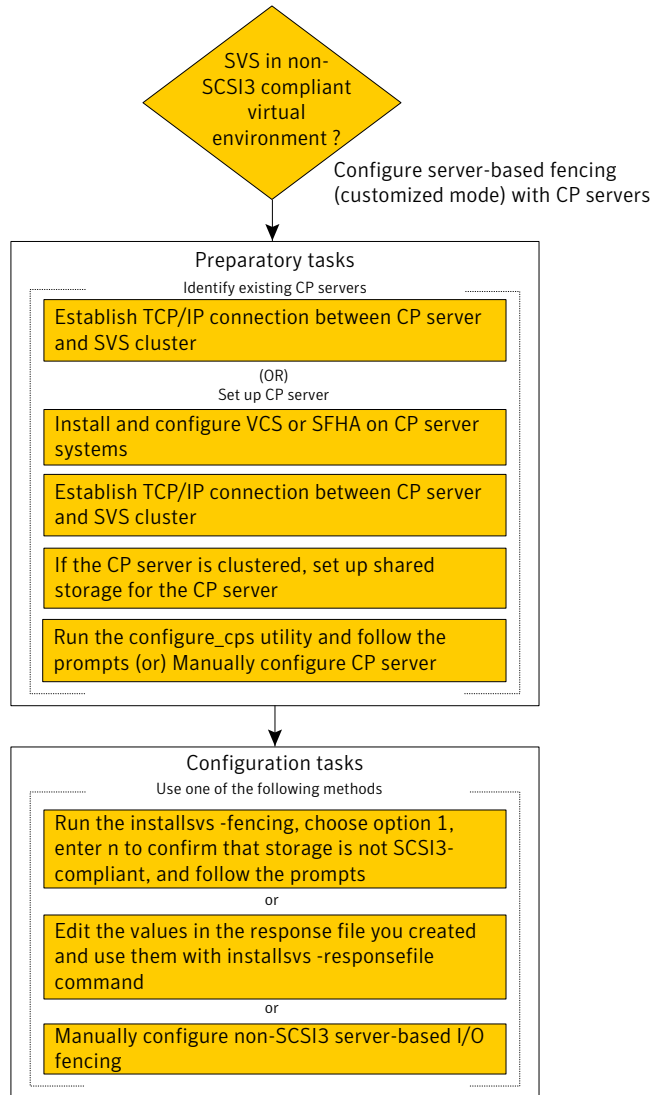 SVS in non-
SCSI3 compliant
virtual
environment ?
Configure server-based fencing
(customized mode) with CP servers
Preparatory tasks
Identify existing CP servers
Establish TCP/IP connection between CP server
and SVS cluster
(OR)
Set up CP server
Install and configure VCS or SFHA on CP server
systems
Establish TCP/IP connection between CP server
and SVS cluster
If the CP server is clustered, set up shared
storage for the CP server
Run the configure_cps utility and follow the
prompts (or) Manually configure CP server
Configuration tasks
Use one of the following methods
Run the installsvs -fencing, choose option 1,
enter n to confirm that storage is not SCSI3-
compliant, and follow the prompts
or
Edit the values in the response file you created
and use them with installsvs -responsefile
command
or
Manually configure non-SCSI3 server-based I/O
fencing